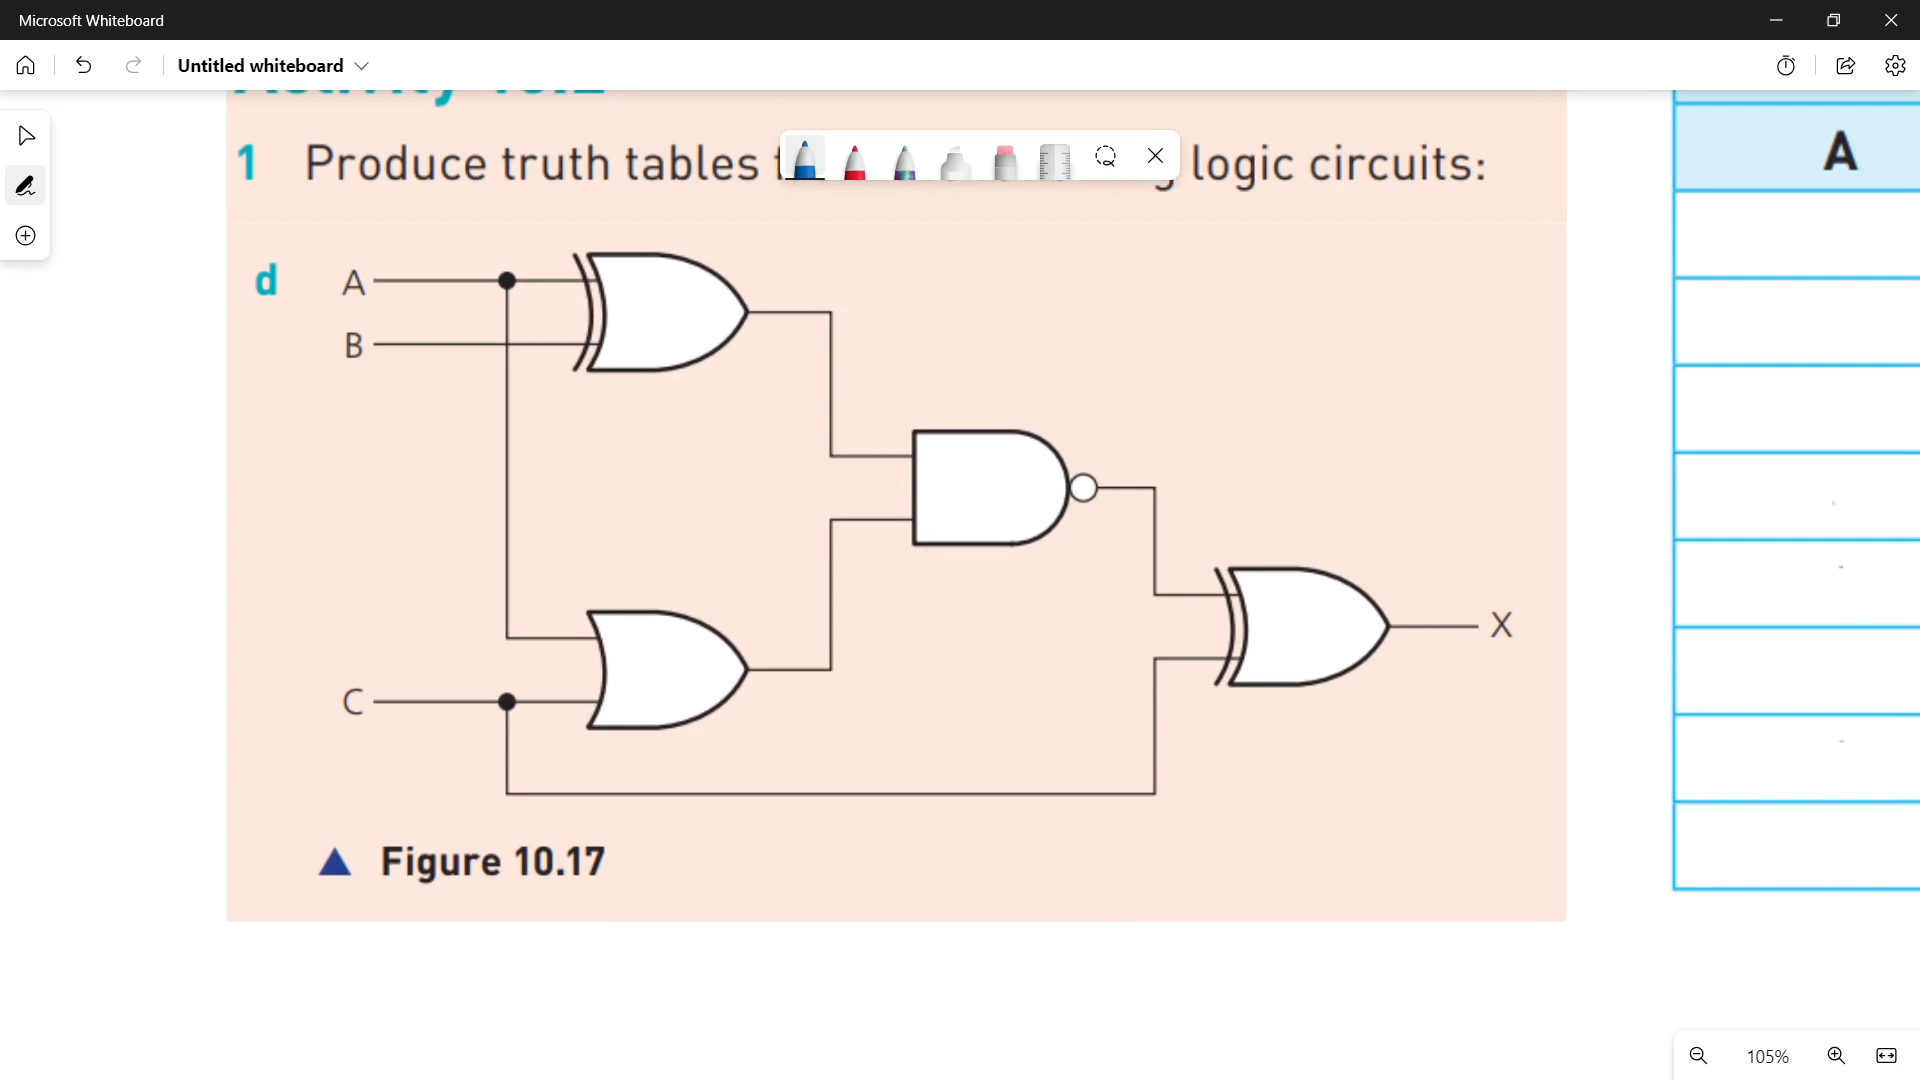 Microsoft Whiteboard
Untitled whiteboard
1 Produce truth tables logic circuits:
A
d A
B
C
X
Figure 10.17
105%